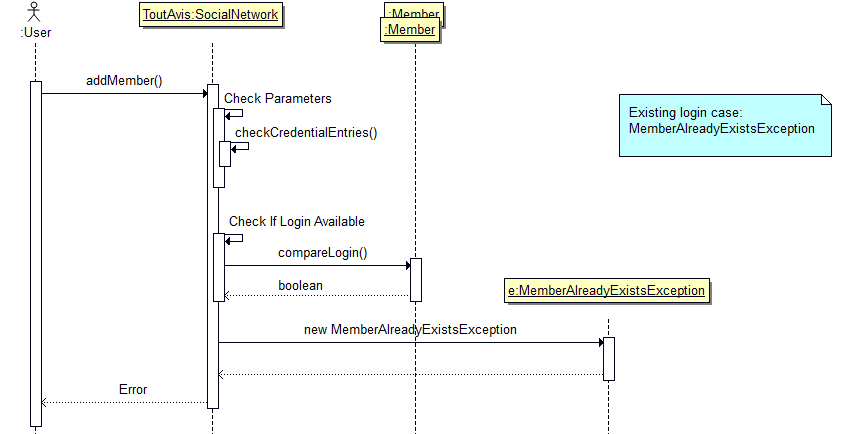 :User
ToutAvis:SocialNetwork
:Member
:Member
addMember()
Check Parameters
checkCredentialEntries()
Existing login case:
MemberAlreadyExistsException
Check If Login Available
compareLogin()
boolean
e:MemberAlreadyExistsException
new MemberAlreadyExistsException
Error